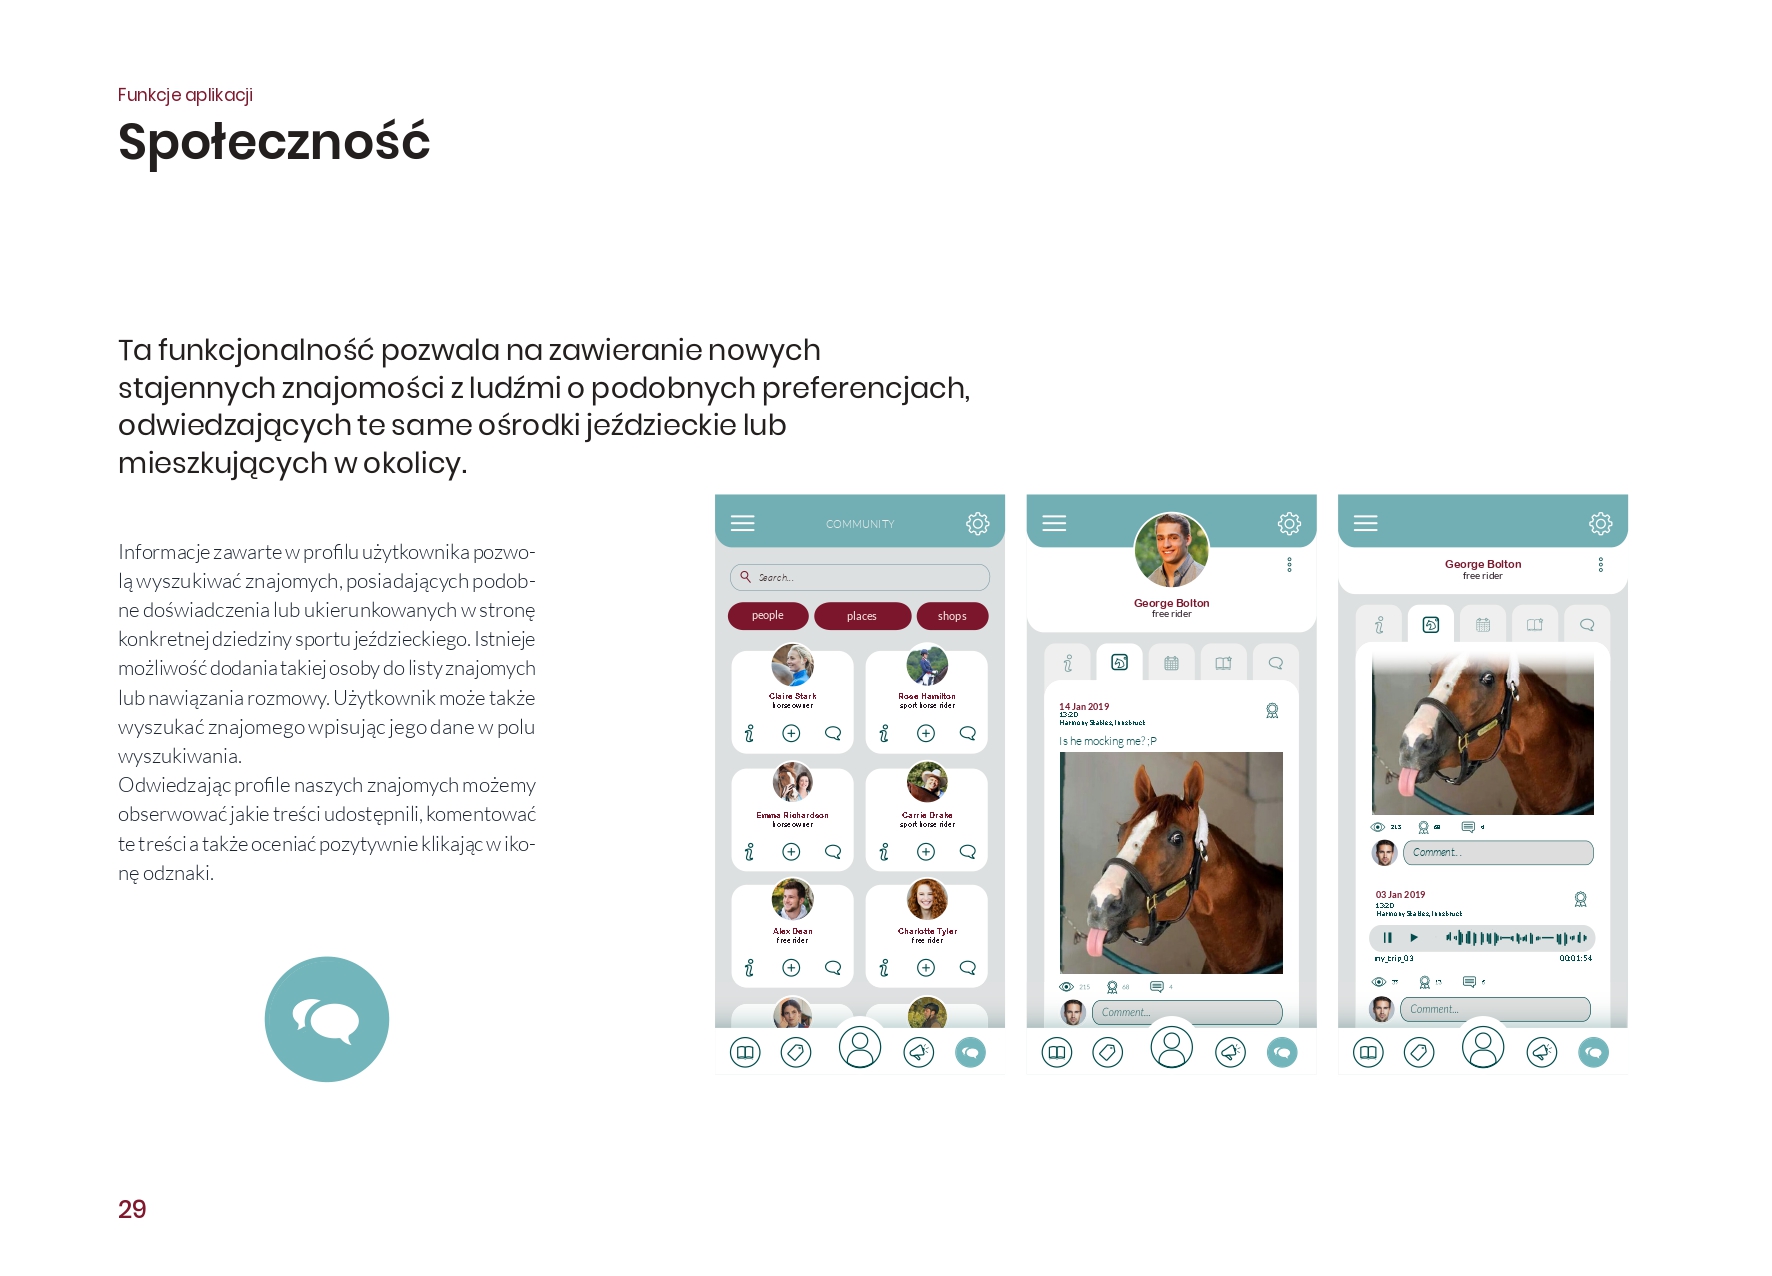 Funkcje aplikacji
Społeczność
Ta funkcjonalność pozwala na zawieranie nowych
stajennych znajomości z ludźmi o podobnych preferencjach,
odwiedzających te same ośrodki jeździeckie lub
mieszkujących w okolicy.
Informacje zawarte w profilu użytkownika pozwo-
lą wyszukiwać znajomych, posiadających podob-
ne doświadczenia lub ukierunkowanych w stronę
konkretnej dziedziny sportu jeździeckiego. Istnieje
możliwość dodania takiej osoby do listy znajomych
lub nawiązania rozmowy. Użytkownik może także
wyszukać znajomego wpisując jego dane w polu
wyszukiwania.
Odwiedzając profile naszych znajomych możemy
obserwować jakie treści udostępnili, komentować
te treści a także oceniać pozytywnie klikając w iko-
nę odznaki.
COMMUNITY
Search...
people places shops
Claire Stark
horse owner
Rose Hamilton
sport horse rider
Emma Richardson
horse owner
Carrie Drake
sport horse rider
Alex Dean
free rider
Charlotte Tyler
free rider
George Bolton
free rider
14 Jan 2019
13:20
Harmony Stables, Innsbruck
Is he mocking me? ;P
215 68 4
Comment...
George Bolton
free rider
213 68 4
Comment...
03 Jan 2019
13:20
Harmony Stables, Innsbruck
my_trip_03 00:01:54
Comment...
29